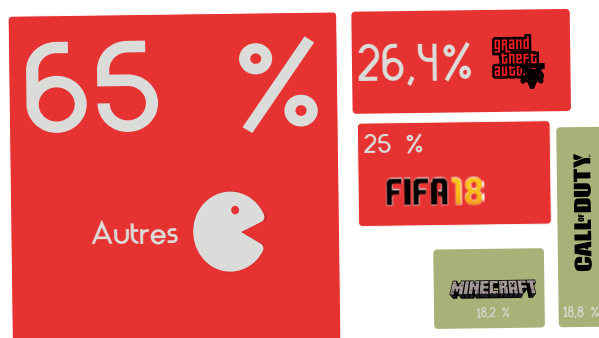 65 %
Autres
26,4%
grand
theft
auto
25 %
FIFA18
CALL OF DUTY
18,8 %
MINECRAFT
18,2 %